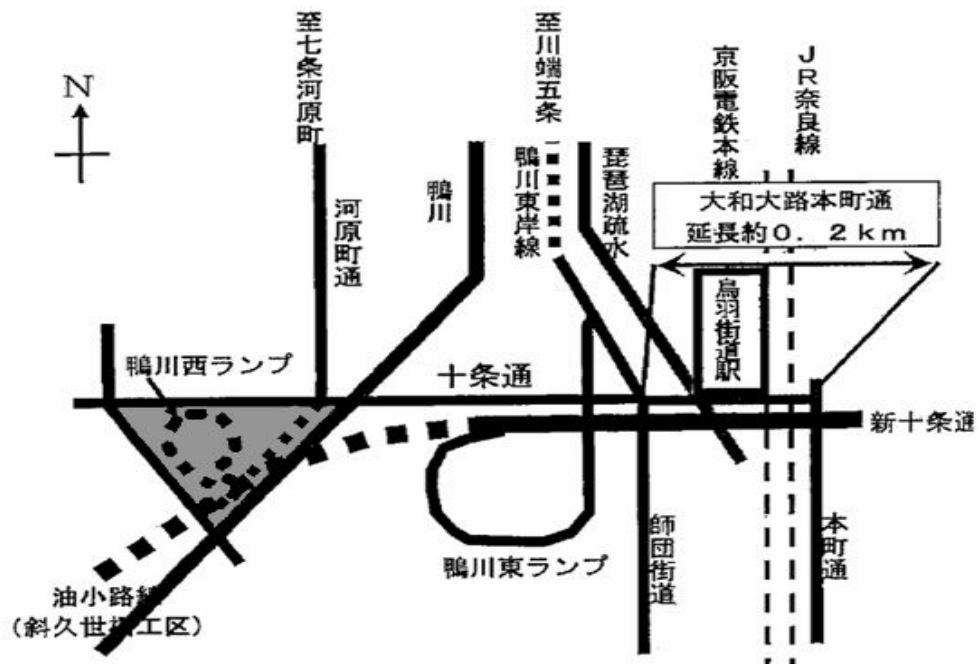 至七条河原町
至川端五条
京阪電鉄本線
JR奈良線
N
河原町通
鴨川
鴨川東岸線
琵琶湖疏水
大和大路本町通
延長約0.2km
鳥羽街道駅
鴨川西ランプ
十条通
新十条通
鴨川東ランプ
師団街道
本町通
油小路線
(斜久世橋工区)